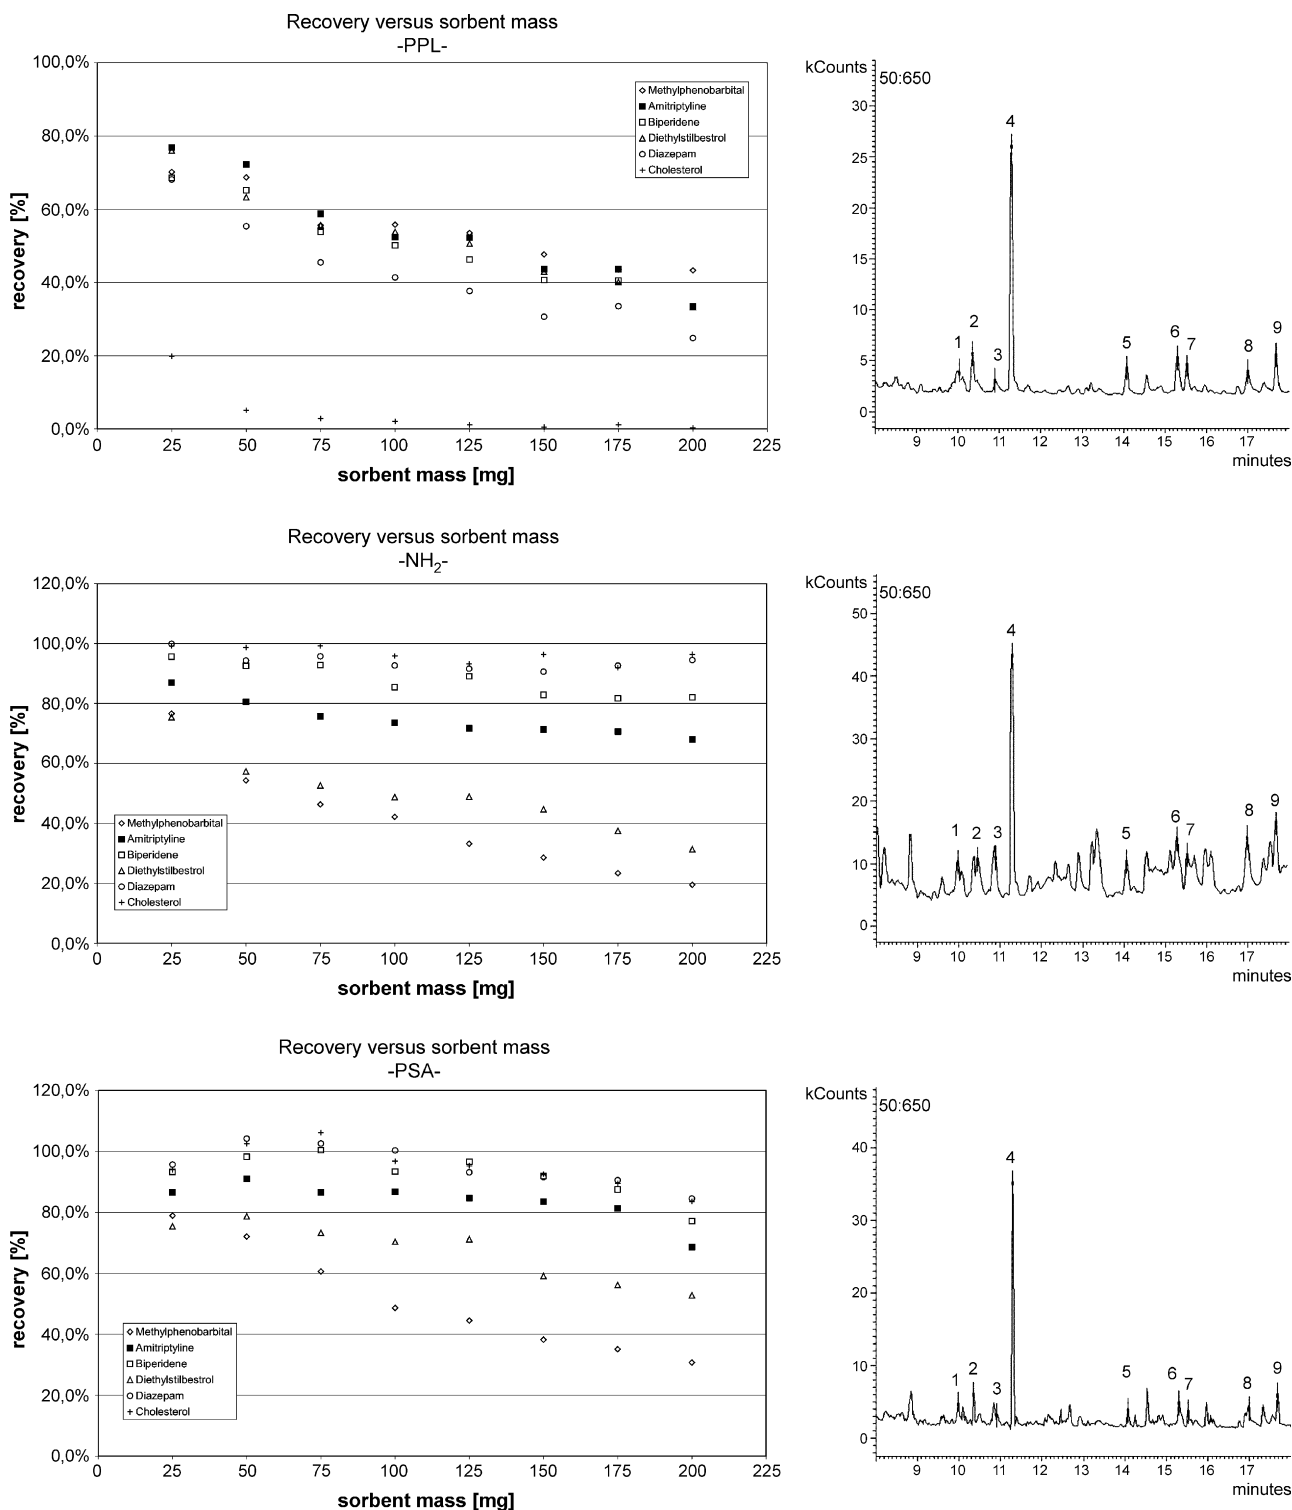 Recovery versus sorbent mass
-PPL-
100,0%
80,0%
60,0%
40,0%
20,0%
0,0%
recovery [%]
Methylphenobarbital
Amitriptyline
Biperidene
Diethylstilbestrol
Diazepam
Cholesterol
0 25 50 75 100 125 150 175 200 225
sorbent mass [mg]
kCounts
50:650
30
25
20
15
10
5
0
1 2 3 4 5 6 7 8 9
9 10 11 12 13 14 15 16 17
minutes
Recovery versus sorbent mass
-NH2-
120,0%
100,0%
80,0%
60,0%
40,0%
20,0%
0,0%
recovery [%]
Methylphenobarbital
Amitriptyline
Biperidene
Diethylstilbestrol
Diazepam
Cholesterol
0 25 50 75 100 125 150 175 200 225
sorbent mass [mg]
kCounts
50:650
50
40
30
20
10
0
1 2 3 4 5 6 7 8 9
9 10 11 12 13 14 15 16 17
minutes
Recovery versus sorbent mass
-PSA-
120,0%
100,0%
80,0%
60,0%
40,0%
20,0%
0,0%
recovery [%]
Methylphenobarbital
Amitriptyline
Biperidene
Diethylstilbestrol
Diazepam
Cholesterol
0 25 50 75 100 125 150 175 200 225
sorbent mass [mg]
kCounts
50:650
40
30
20
10
0
1 2 3 4 5 6 7 8 9
9 10 11 12 13 14 15 16 17
minutes